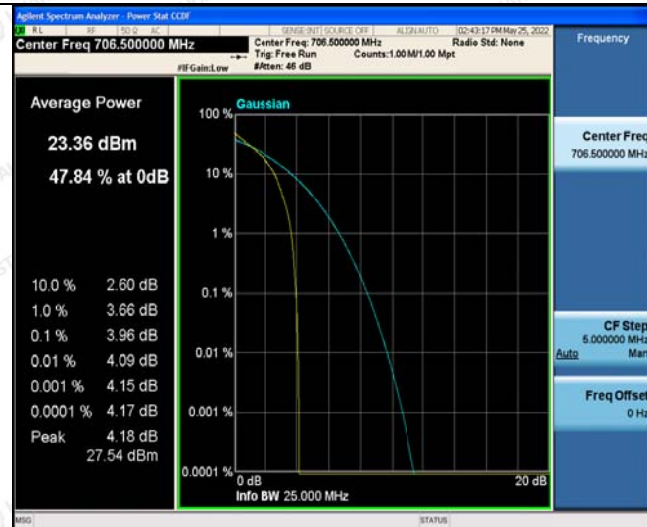 Agilent Spectrum Analyzer - Power Stat CCDF
RL RF 50 Ω AC SENSE:INT SOURCE OFF ALIGN AUTO 02:43:17 PM May 25, 2022
Center Freq 706.500000 MHz
Center Freq: 706.500000 MHz
Radio Std: None
Trig: Free Run
Counts:1.00 M/1.00 Mpt
#IFGain:Low
#Atten: 46 dB
Frequency
Average Power
23.36 dBm
47.84 % at 0dB
10.0 % 2.60 dB
1.0 % 3.66 dB
0.1 % 3.96 dB
0.01 % 4.09 dB
0.001 % 4.15 dB
0.0001 % 4.17 dB
Peak 4.18 dB
27.54 dBm
Gaussian
100 %
10 %
1 %
0.1 %
0.01 %
0.001 %
0.0001 %
0 dB
20 dB
Info BW 25.000 MHz
Center Freq
706.500000 MHz
CF Step
5.000000 MHz
Auto Man
Freq Offset
0 Hz
MSG
STATUS